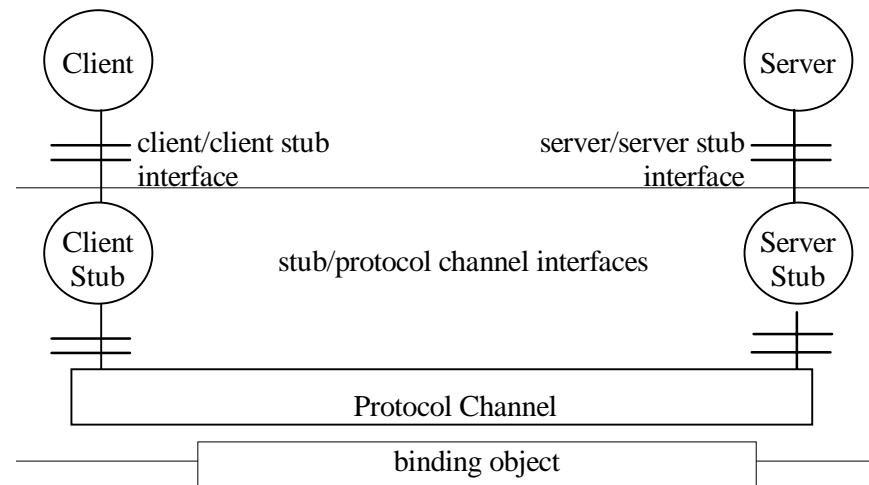 Client
Server
client/client stub
interface
server/server stub
interface
Client
Stub
stub/protocol channel interfaces
Server
Stub
Protocol Channel
binding object